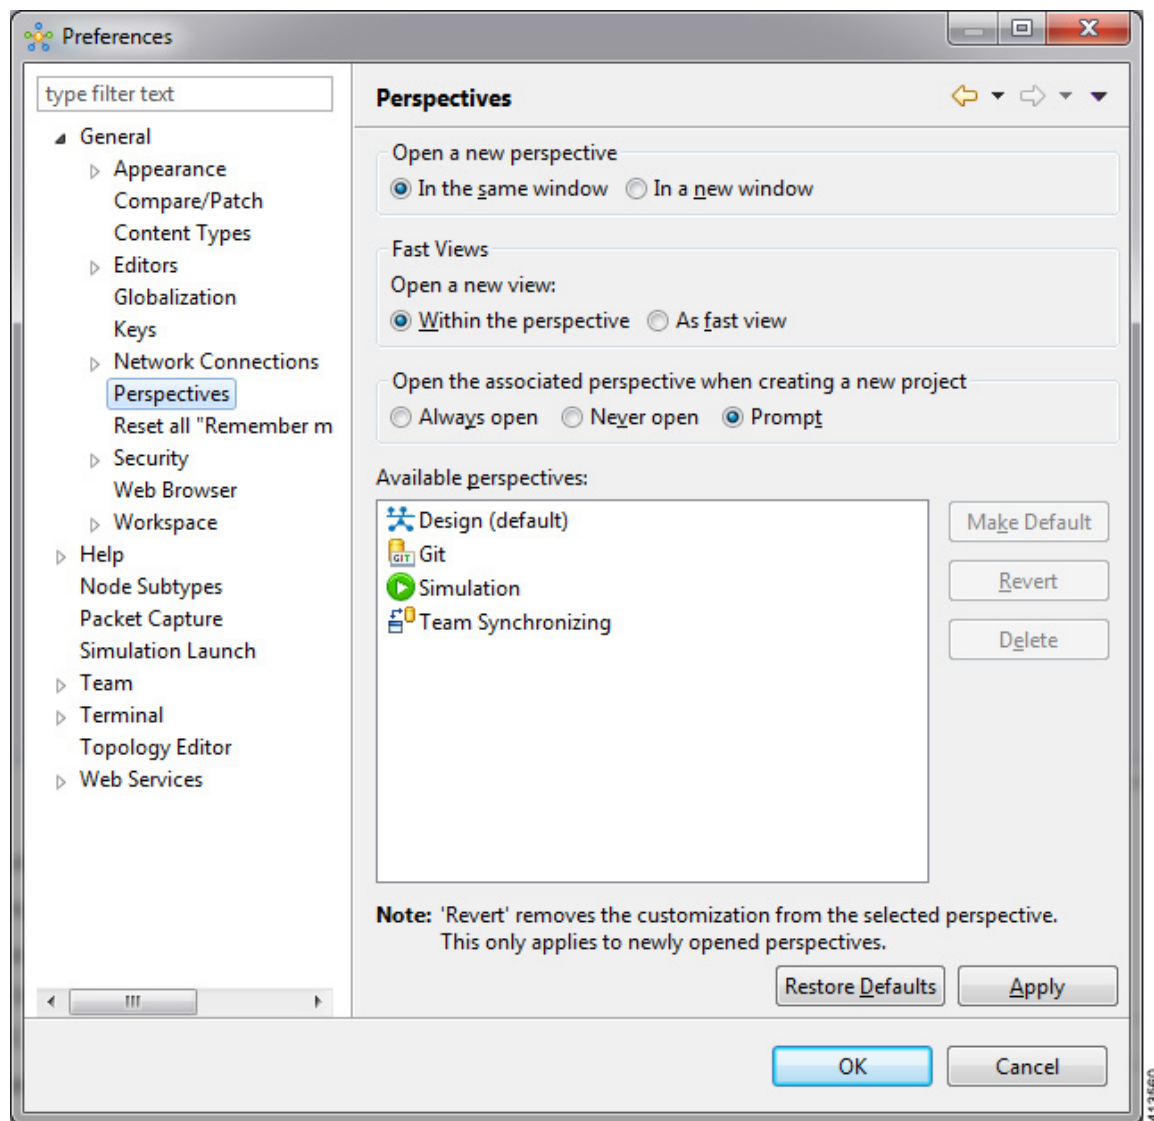 Preferences
type filter text
General
Appearance
Compare/Patch
Content Types
Editors
Globalization
Keys
Network Connections
Perspectives
Reset all "Remember m
Security
Web Browser
Workspace
Help
Node Subtypes
Packet Capture
Simulation Launch
Team
Terminal
Topology Editor
Web Services
Perspectives
Open a new perspective
In the same window In a new window
Fast Views
Open a new view:
Within the perspective As fast view
Open the associated perspective when creating a new project
Always open Never open Prompt
Available perspectives:
Design (default)
GIT Git
Simulation
Team Synchronizing
Make Default
Revert
Delete
Note: 'Revert' removes the customization from the selected perspective.
This only applies to newly opened perspectives.
Restore Defaults Apply
OK Cancel
413560